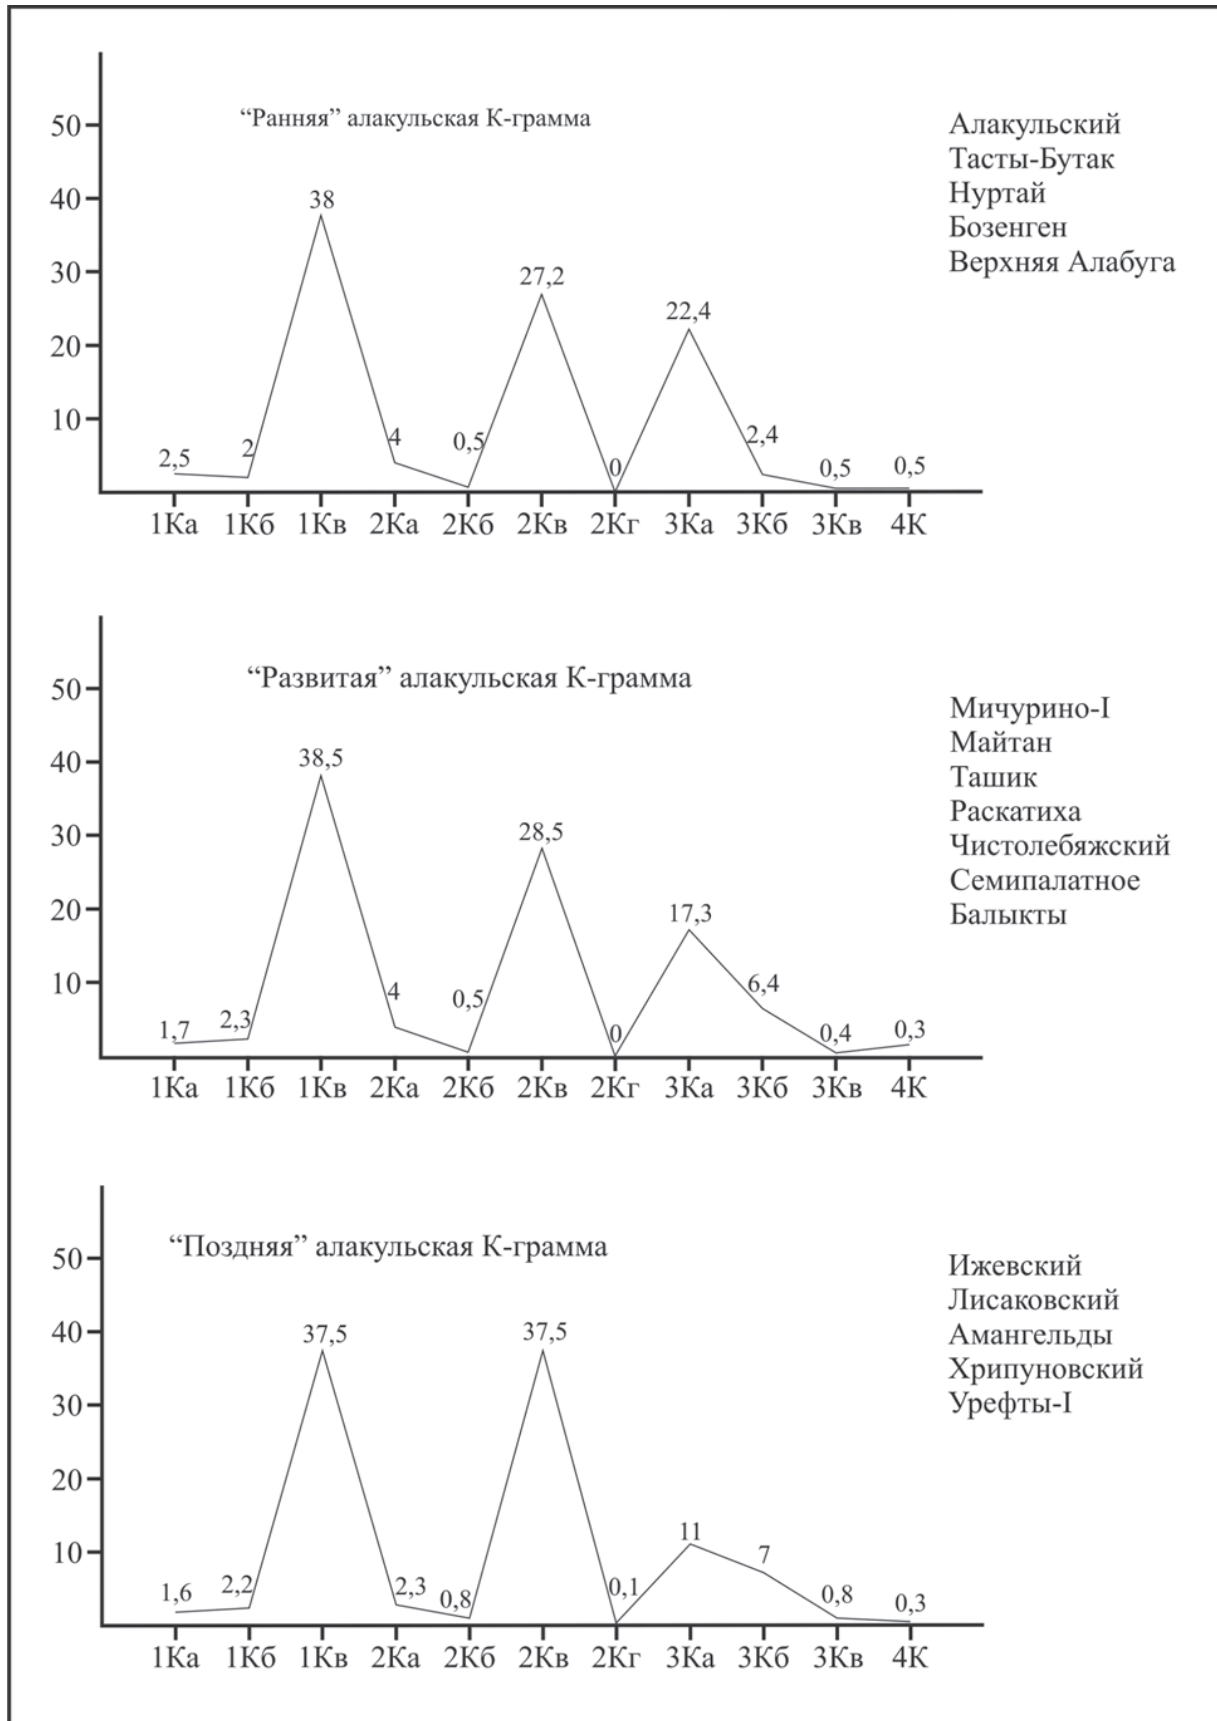 “Ранняя” алакульская К-грамма
50
40
30
20
10
2,5
2
38
4
0,5
27,2
0
22,4
2,4
0,5
0,5
1Ка 1Кб 1Кв 2Ка 2Кб 2Кв 2Кг 3Ка 3Кб 3Кв 4К
Алакульский
Тасты-Бутак
Нуртай
Бозенген
Верхняя Алабуга
“Развитая” алакульская К-грамма
50
40
30
20
10
1,7
2,3
38,5
4
0,5
28,5
0
17,3
6,4
0,4
0,3
1Ка 1Кб 1Кв 2Ка 2Кб 2Кв 2Кг 3Ка 3Кб 3Кв 4К
Мичурино-I
Майтан
Ташик
Раскатиха
Чистолебяжский
Семипалатное
Балыкты
“Поздняя” алакульская К-грамма
50
40
30
20
10
1,6
2,2
37,5
2,3
0,8
37,5
0,1
11
7
0,8
0,3
1Ка 1Кб 1Кв 2Ка 2Кб 2Кв 2Кг 3Ка 3Кб 3Кв 4К
Ижевский
Лисаковский
Амангельды
Хрипуновский
Урефты-I